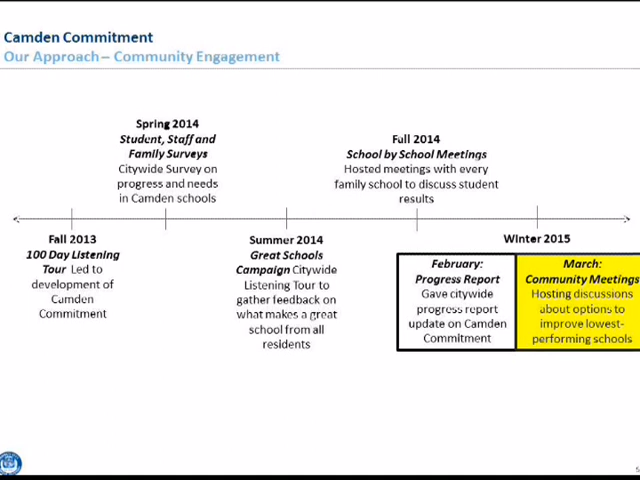 Camden Commitment
Our Approach – Community Engagement
Spring 2014
Student, Staff and
Family Surveys
Citywide Survey on
progress and needs
in Camden schools
Fall 2014
School by School Meetings
Hosted meetings with every
family school to discuss student
results
Fall 2013
100 Day Listening
Tour Led to
development of
Camden
Commitment
Summer 2014
Great Schools
Campaign Citywide
Listening Tour to
gather feedback on
what makes a great
school from all
residents
Winter 2015
February:
Progress Report
Gave citywide
progress report
update on Camden
Commitment
March:
Community Meetings
Hosting discussions
about options to
improve lowest-
performing schools
5